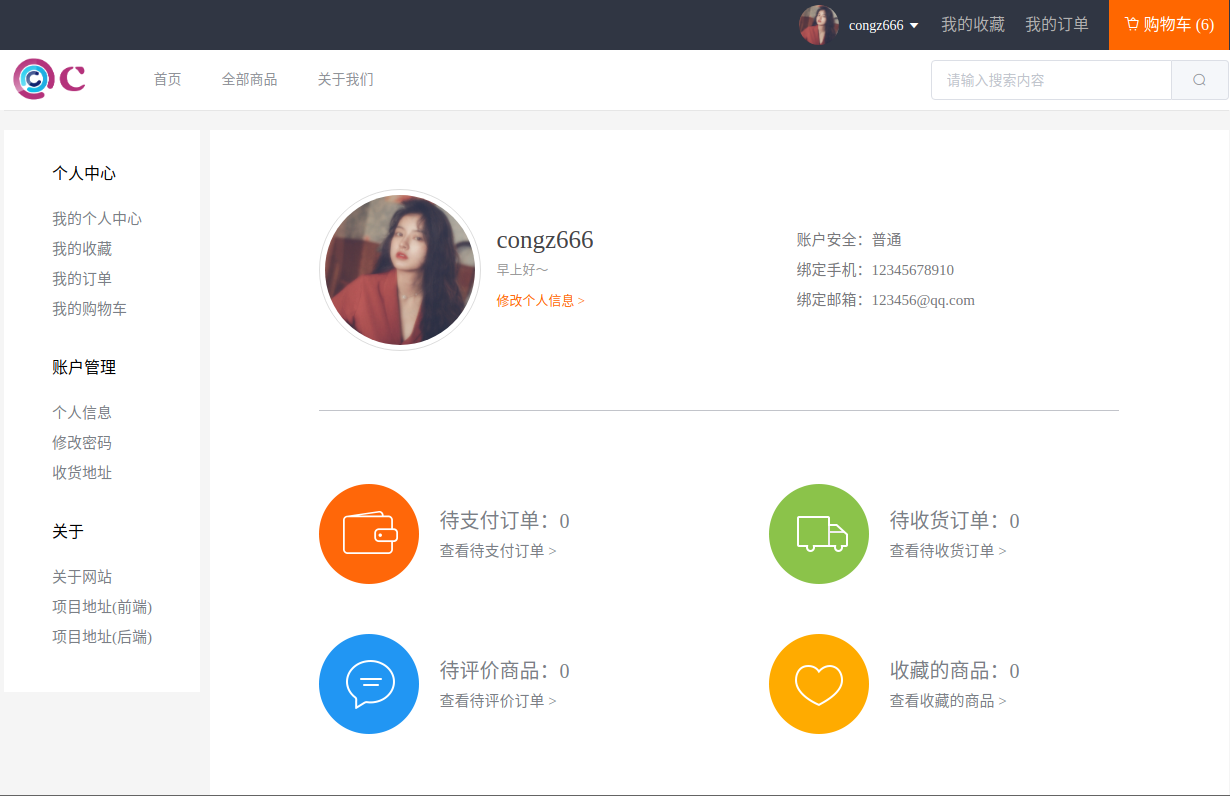 congz666 我的收藏 我的订单 购物车 (6)
C C 首页 全部商品 关于我们 请输入搜索内容
个人中心
我的个人中心
我的收藏
我的订单
我的购物车
账户管理
个人信息
修改密码
收货地址
关于
关于网站
项目地址(前端)
项目地址(后端)
congz666
早上好～
修改个人信息 >
账户安全：普通
绑定手机：12345678910
绑定邮箱：123456@qq.com
待支付订单：0
查看待支付订单 >
待收货订单：0
查看待收货订单 >
待评价商品：0
查看待评价订单 >
收藏的商品：0
查看收藏的商品 >